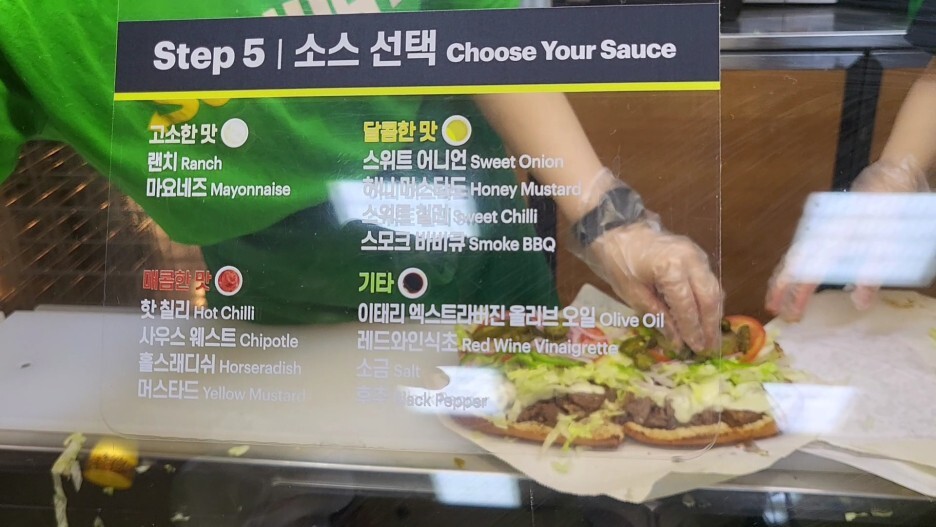 Step 5 | 소스 선택 Choose Your Sauce
고소한 맛
랜치 Ranch
마요네즈 Mayonnaise
달콤한 맛
스위트 어니언 Sweet Onion
허니 머스타드 Honey Mustard
스위트 칠리 Sweet Chilli
스모크 바비큐 Smoke BBQ
매콤한 맛
핫 칠리 Hot Chilli
사우스 웨스트 Chipotle
홀스래디쉬 Horseradish
머스타드 Yellow Mustard
기타
이태리 엑스트라버진 올리브 오일 Olive Oil
레드와인식초 Red Wine Vinaigrette
소금 Salt
후추 Black Pepper